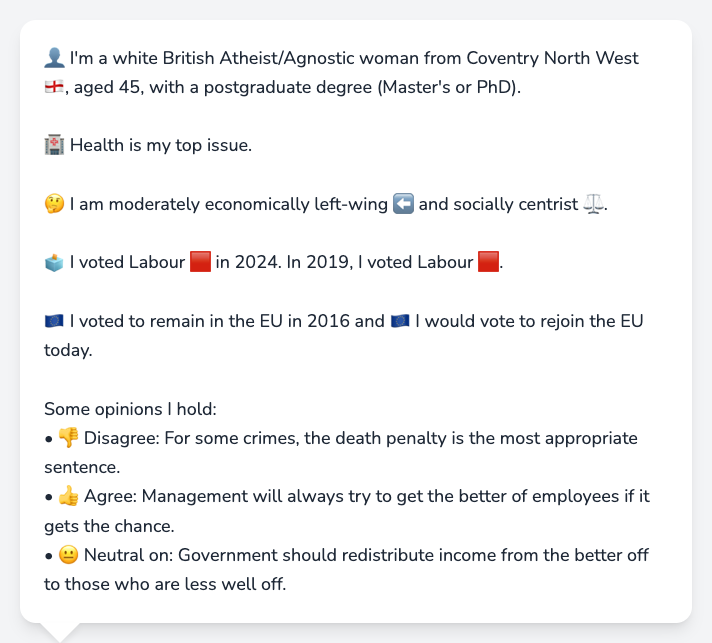 👤 I'm a white British Atheist/Agnostic woman from Coventry North West
🏴󠁧󠁢󠁥󠁮󠁧󠁿, aged 45, with a postgraduate degree (Master's or PhD).
🏥 Health is my top issue.
🤔 I am moderately economically left-wing ⬅️ and socially centrist ⚖️.
🗳️ I voted Labour 🟥 in 2024. In 2019, I voted Labour 🟥.
🇪🇺 I voted to remain in the EU in 2016 and 🇪🇺 I would vote to rejoin the EU
today.
Some opinions I hold:
• 👎 Disagree: For some crimes, the death penalty is the most appropriate
sentence.
• 👍 Agree: Management will always try to get the better of employees if it
gets the chance.
• 😐 Neutral on: Government should redistribute income from the better off
to those who are less well off.